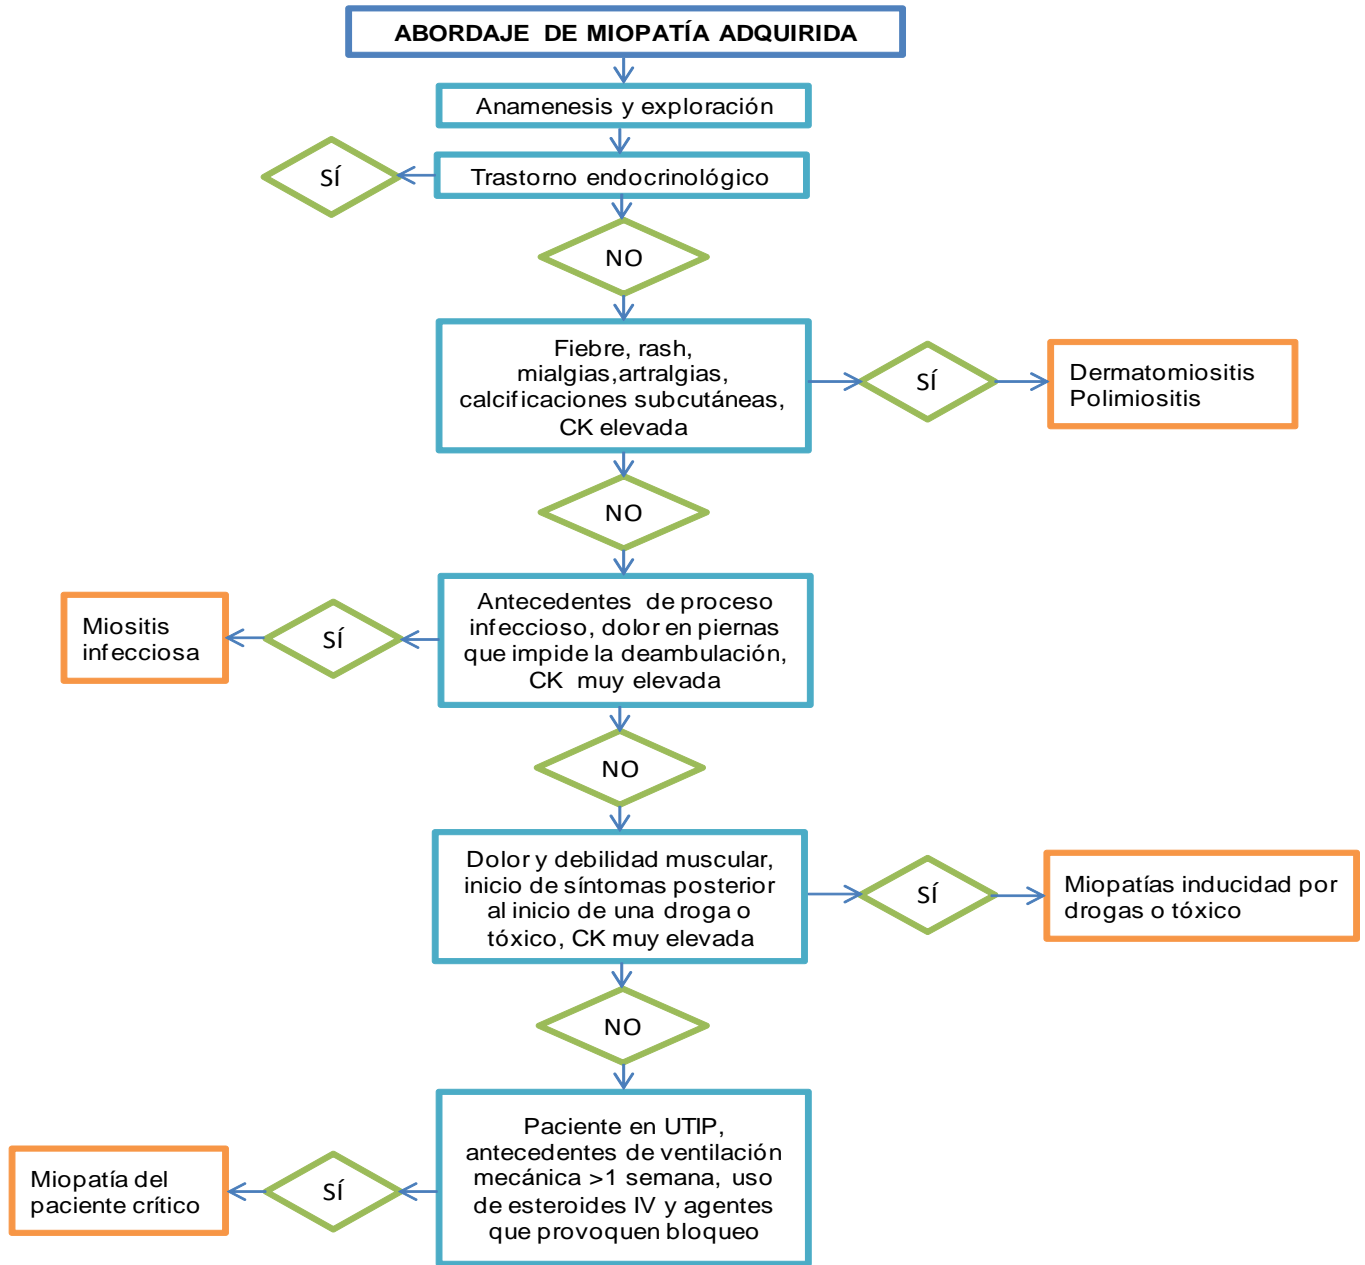 ABORDAJE DE MIOPATÍA ADQUIRIDA
Anamenesis y exploración
SÍ
Trastorno endocrinológico
NO
Fiebre, rash,
mialgias,artralgias,
calcificaciones subcutáneas,
CK elevada
SÍ
Dermatomiositis
Polimiositis
NO
Miositis
infecciosa
SÍ
Antecedentes de proceso
infeccioso, dolor en piernas
que impide la deambulación,
CK muy elevada
NO
Dolor y debilidad muscular,
inicio de síntomas posterior
al inicio de una droga o
tóxico, CK muy elevada
SÍ
Miopatías inducidad por
drogas o tóxico
NO
Miopatía del
paciente crítico
SÍ
Paciente en UTIP,
antecedentes de ventilación
mecánica >1 semana, uso
de esteroides IV y agentes
que provoquen bloqueo